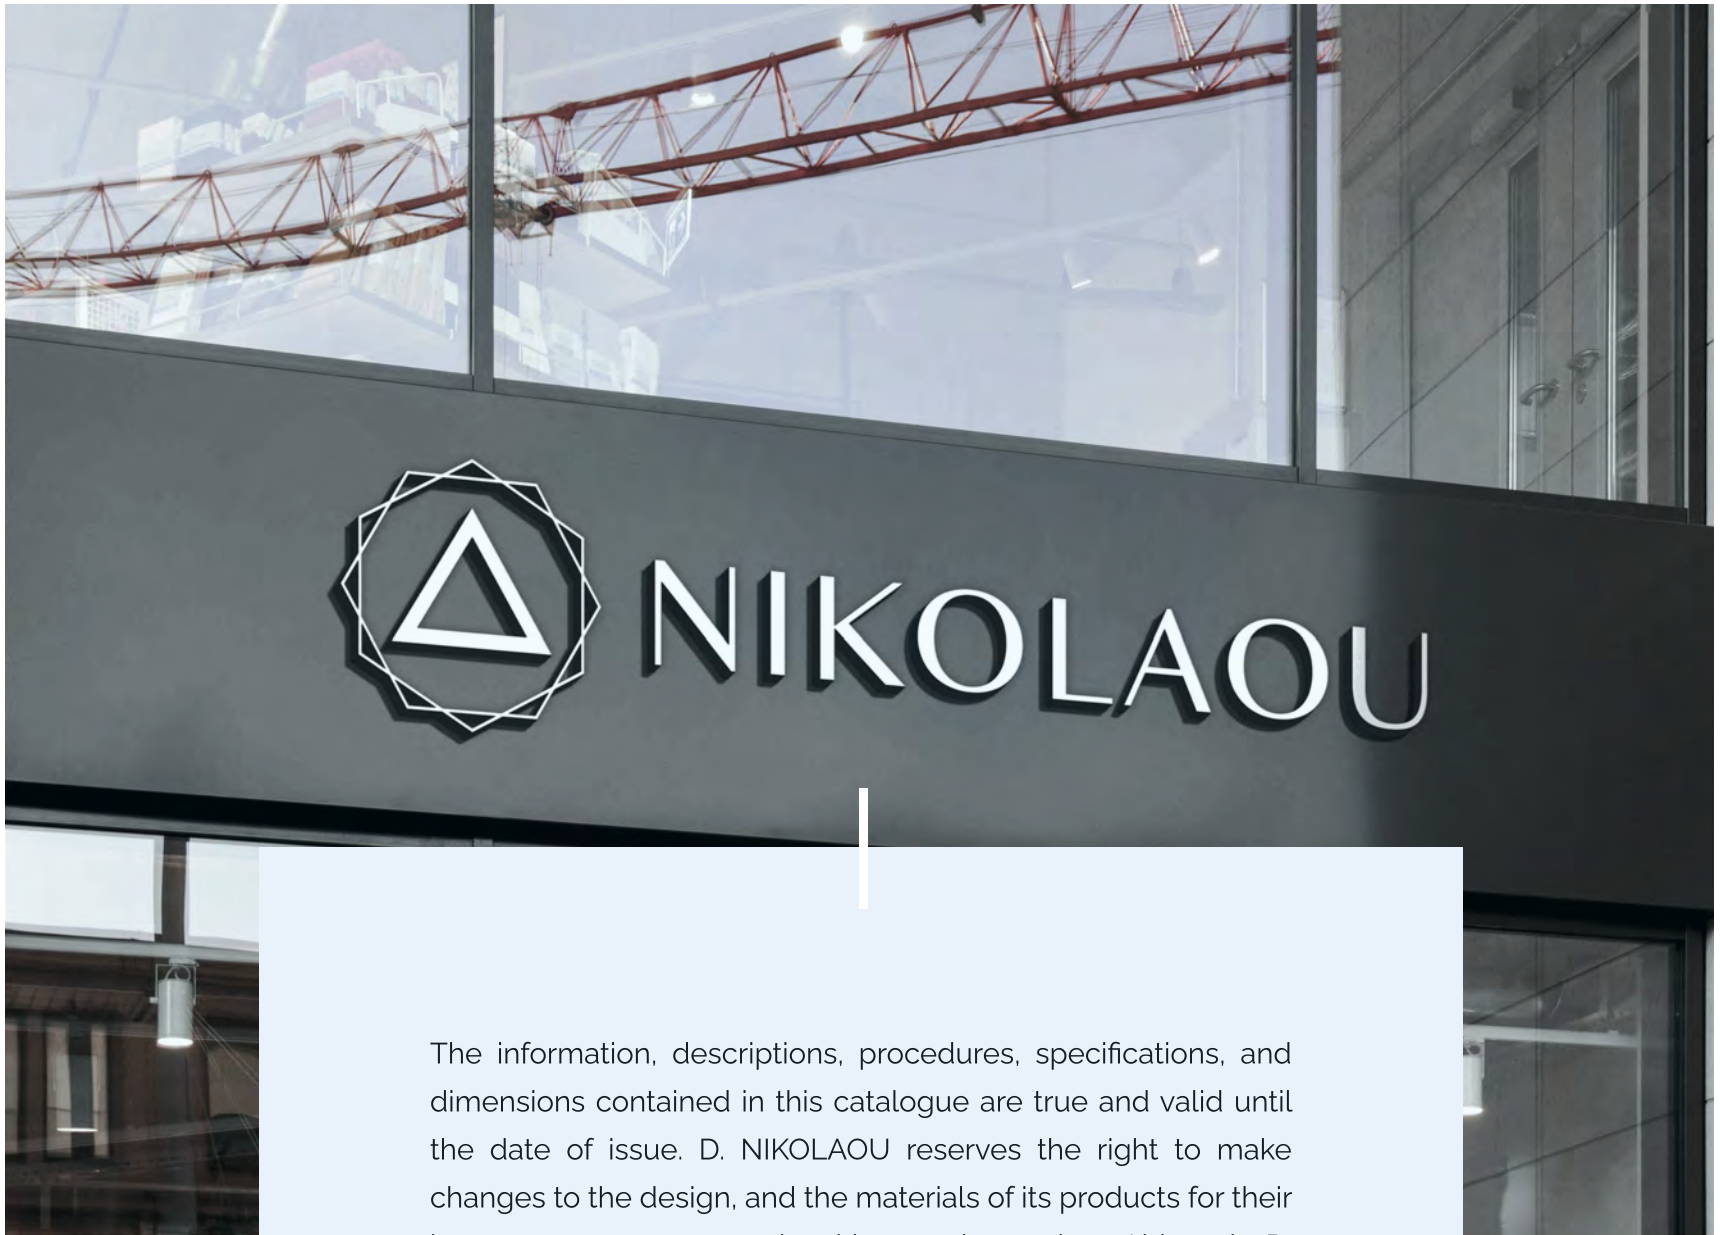 NIKOLAOU
The information, descriptions, procedures, specifications, and
dimensions contained in this catalogue are true and valid until
the date of issue. D. NIKOLAOU reserves the right to make
changes to the design, and the materials of its products for their